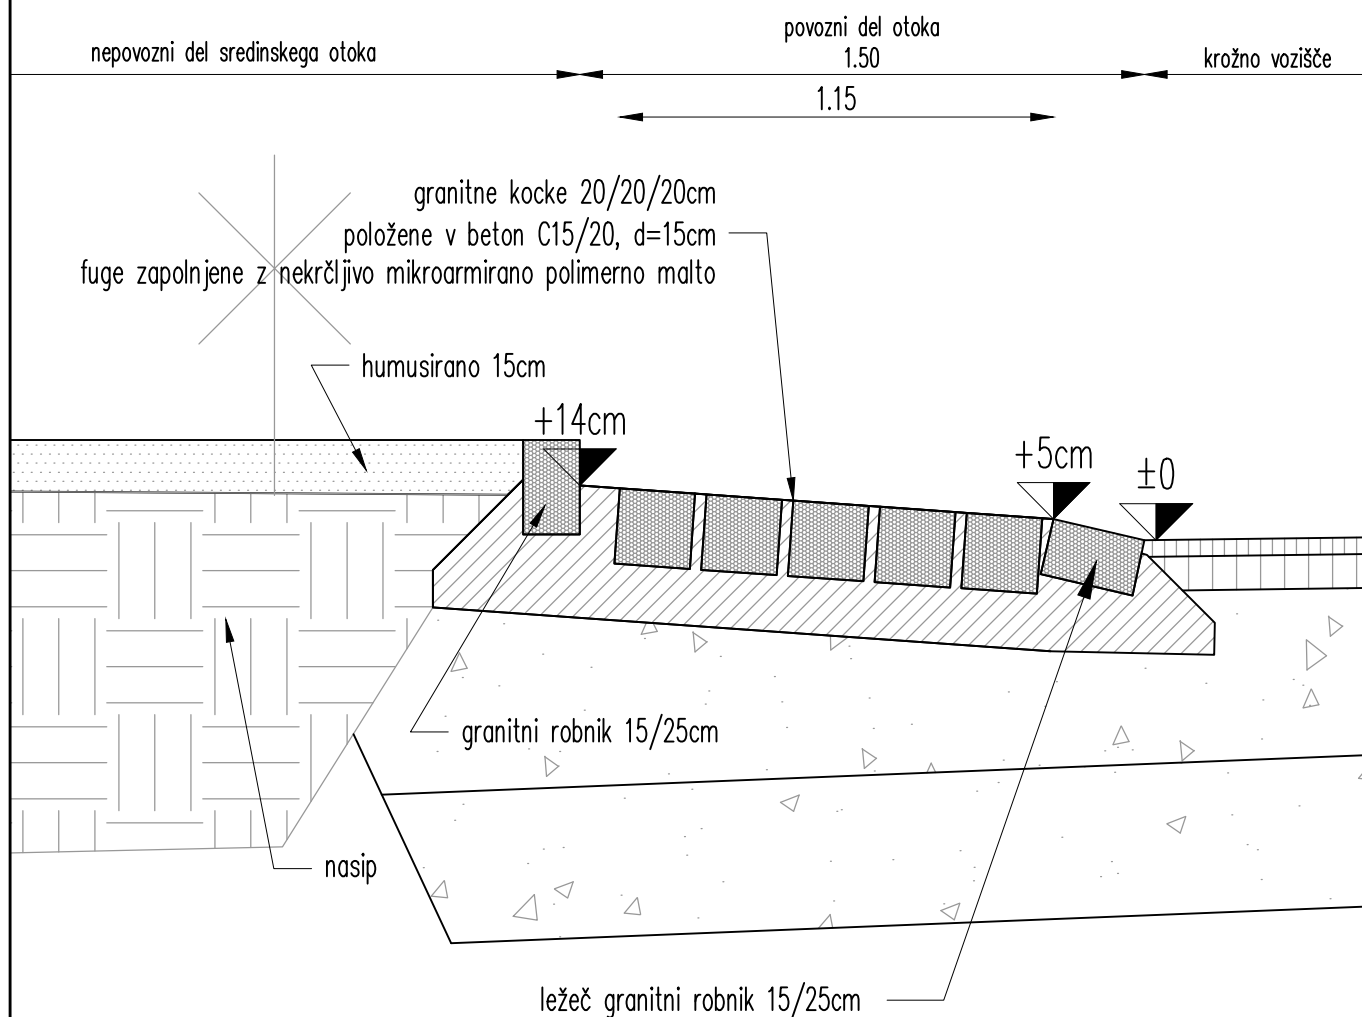 povozni del otoka
nepovozni del sredinskega otoka
1.50
krožno vozišče
1.15
granitne kocke 20/20/20cm
položene v beton C15/20, d=15cm
fuge zapolnjene z nekrčljivo mikroarmirano polimerno malto
humusirano 15cm
+14cm
+5cm
±0
granitni robnik 15/25cm
nasip
ležeč granitni robnik 15/25cm